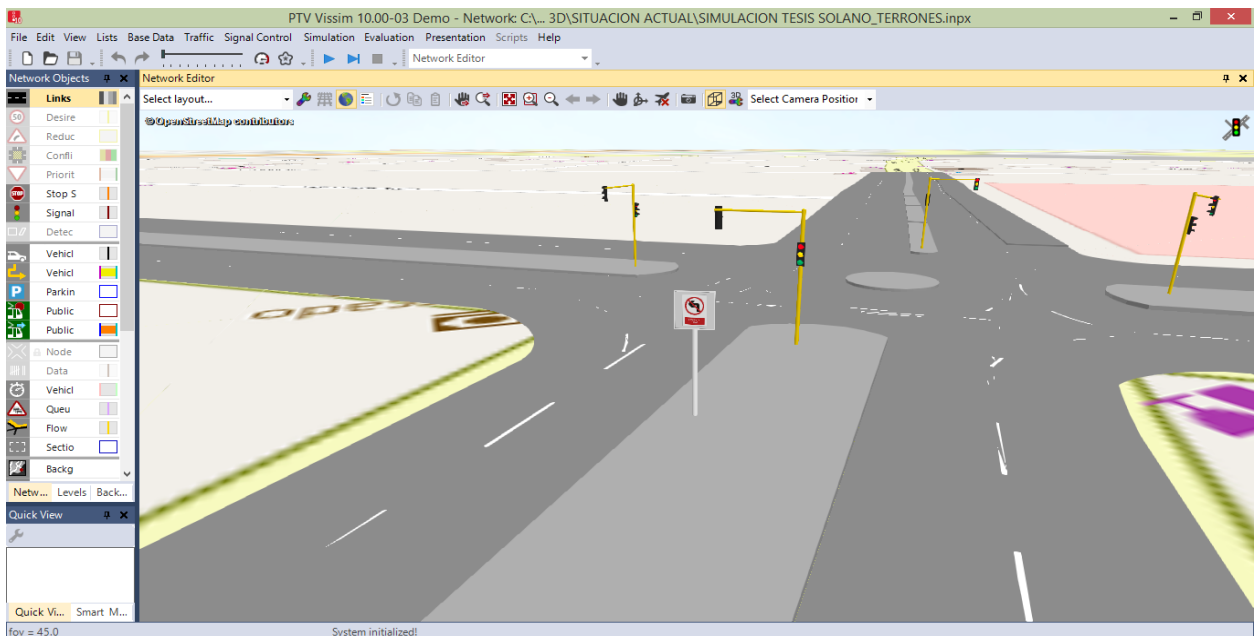 PTV Vissim 10.00-03 Demo - Network: C:\... 3D\SITUACION ACTUAL\SIMULACION TESIS SOLANO_TERRONES.inpx
File Edit View Lists Base Data Traffic Signal Control Simulation Evaluation Presentation Scripts Help
Network Editor
Network Objects
Network Editor
Select layout...
Select Camera Position
© OpenStreetMap contributors
Links
Desire
Reduc
Confli
Priorit
STOP
Stop S
Signal
Detec
Vehicl
Vehicl
P
Parkin
Public
Public
Node
Data
Vehicl
Queu
Flow
Sectio
Backg
Netw... Levels Back...
Quick View
Quick Vi... Smart M...
fov = 45.0
System initialized!